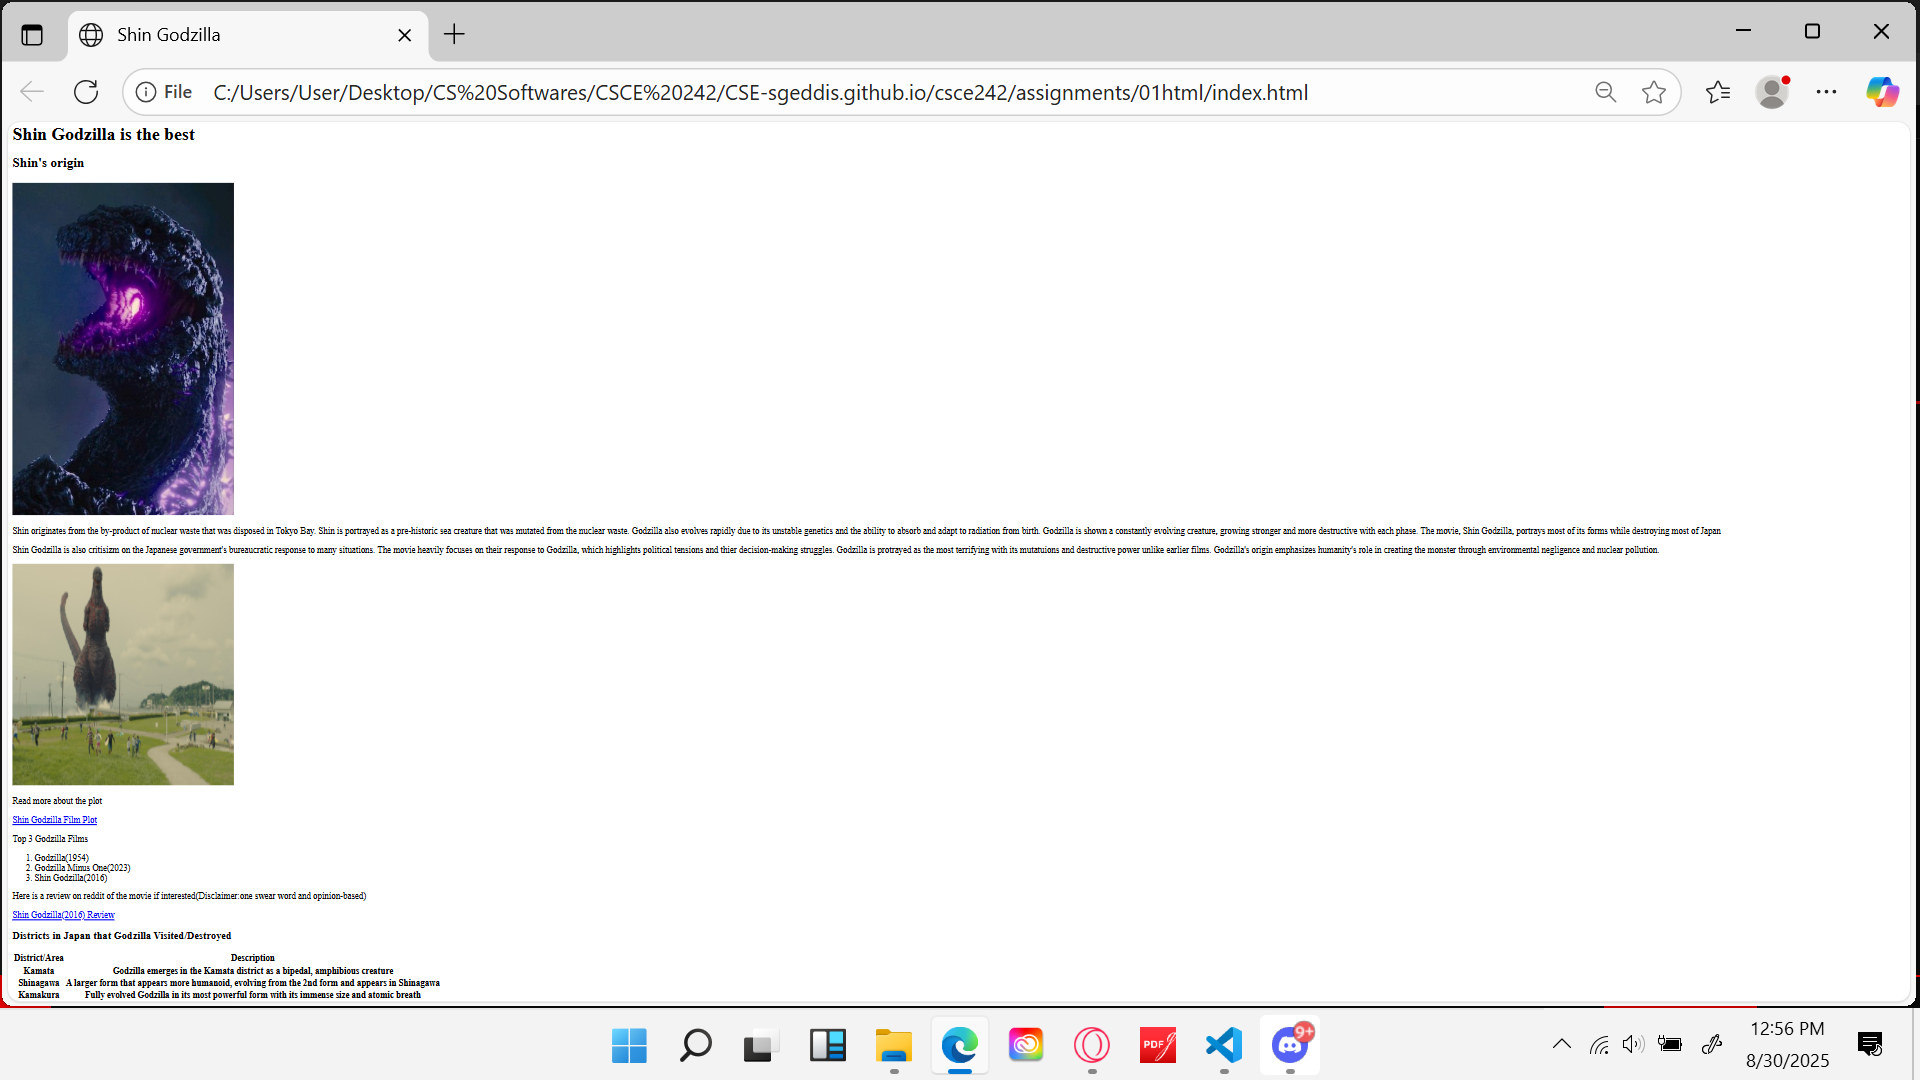 Shin Godzilla
File C:/Users/User/Desktop/CS%20Softwares/CSCE%20242/CSE-sgeddis.github.io/csce242/assignments/01html/index.html
Shin Godzilla is the best
Shin's origin
Shin originates from the by-product of nuclear waste that was disposed in Tokyo Bay. Shin is portrayed as a pre-historic sea creature that was mutated from the nuclear waste. Godzilla also evolves rapidly due to its unstable genetics and the ability to absorb and adapt to radiation from birth. Godzilla is shown a constantly evolving creature, growing stronger and more destructive with each phase. The movie, Shin Godzilla, portrays most of its forms while destroying most of Japan
Shin Godzilla is also critisizm on the Japanese government's bureaucratic response to many situations. The movie heavily focuses on their response to Godzilla, which highlights political tensions and thier decision-making struggles. Godzilla is protrayed as the most terrifying with its mutatuions and destructive power unlike earlier films. Godzilla's origin emphasizes humanity's role in creating the monster through environmental negligence and nuclear pollution.
Read more about the plot
Shin Godzilla Film Plot
Top 3 Godzilla Films
1. Godzilla(1954)
2. Godzilla Minus One(2023)
3. Shin Godzilla(2016)
Here is a review on reddit of the movie if interested(Disclaimer:one swear word and opinion-based)
Shin Godzilla(2016) Review
Districts in Japan that Godzilla Visited/Destroyed
District/Area Description
Kamata Godzilla emerges in the Kamata district as a bipedal, amphibious creature
Shinagawa A larger form that appears more humanoid, evolving from the 2nd form and appears in Shinagawa
Kamakura Fully evolved Godzilla in its most powerful form with its immense size and atomic breath
PDF
9+
12:56 PM
8/30/2025